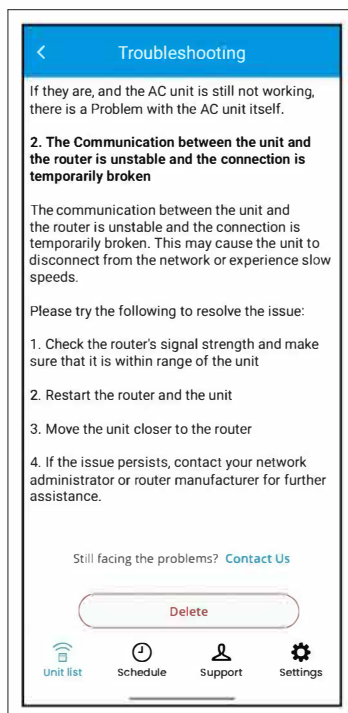 Troubleshooting
If they are, and the AC unit is still not working,
there is a Problem with the AC unit itself.
2. The Communication between the unit and
the router is unstable and the connection is
temporarily broken
The communication between the unit and
the router is unstable and the connection is
temporarily broken. This may cause the unit to
disconnect from the network or experience slow
speeds.
Please try the following to resolve the issue:
1. Check the router's signal strength and make
sure that it is within range of the unit
2. Restart the router and the unit
3. Move the unit closer to the router
4. If the issue persists, contact your network
administrator or router manufacturer for further
assistance.
Still facing the problems? Contact Us
Delete
Unit list Schedule Support Settings